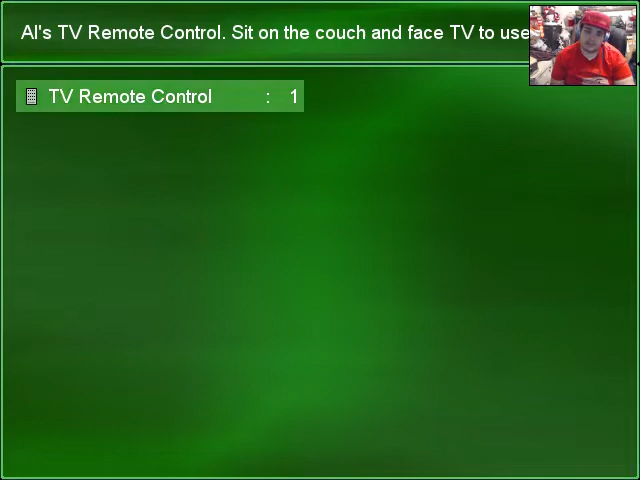 Al's TV Remote Control. Sit on the couch and face TV to use
TV Remote Control : 1